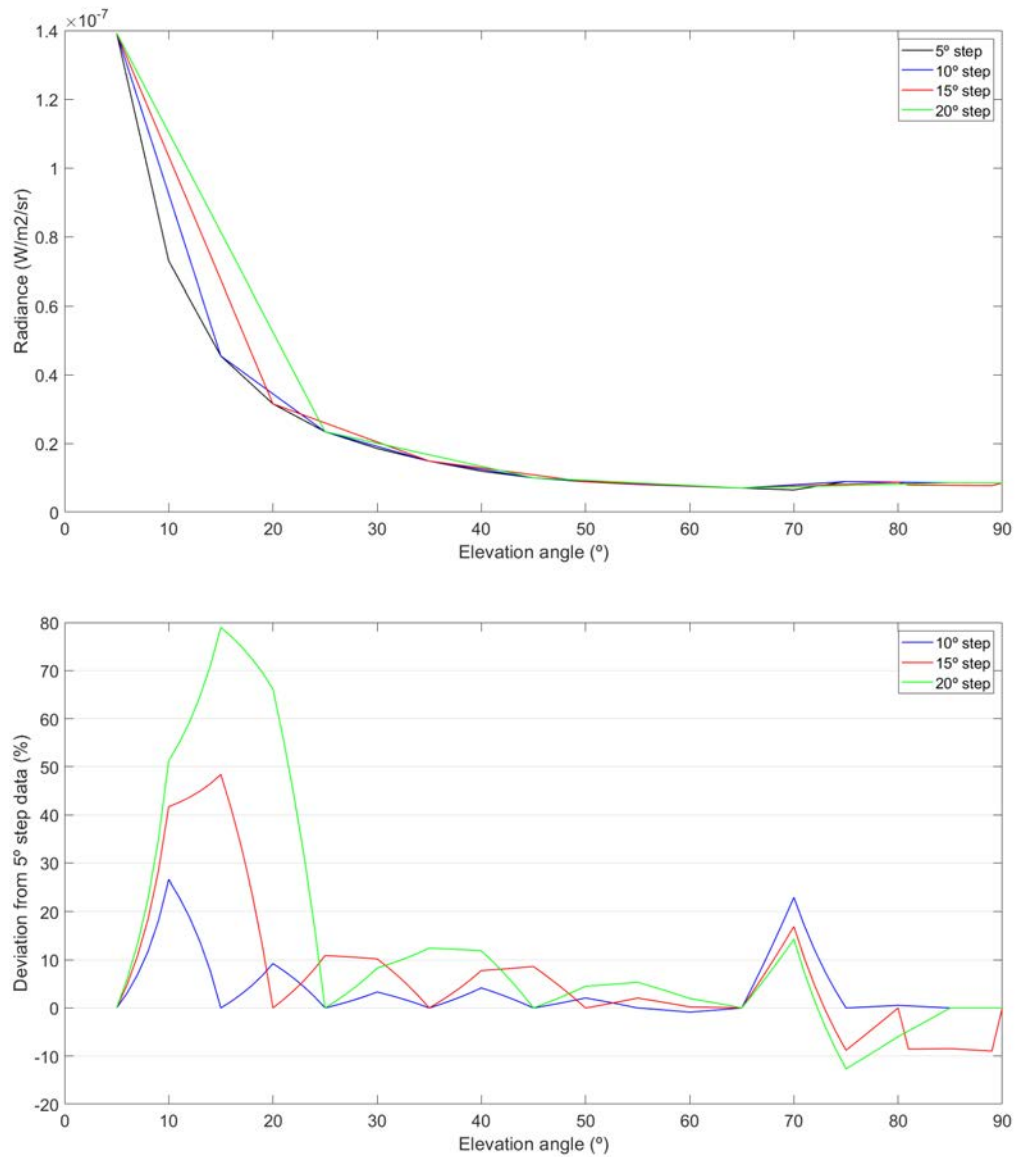 ×10⁻⁷
1.4
1.2
1
0.8
0.6
0.4
0.2
0
Radiance (W/m2/sr)
5º step
10º step
15º step
20º step
0 10 20 30 40 50 60 70 80 90
Elevation angle (º)
80
70
60
50
40
30
20
10
0
-10
-20
Deviation from 5º step data (%)
10º step
15º step
20º step
0 10 20 30 40 50 60 70 80 90
Elevation angle (º)